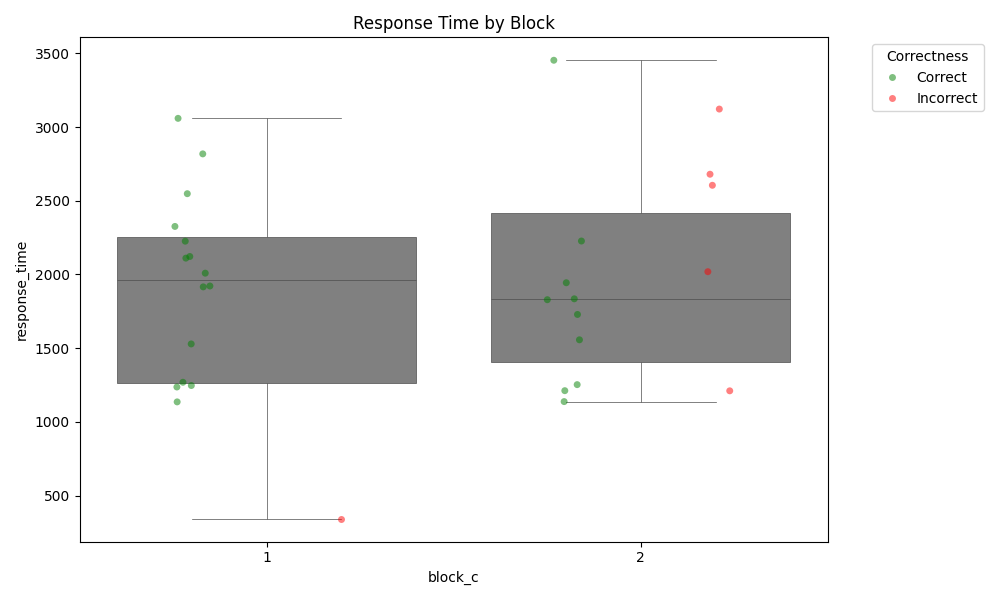 Response Time by Block
Correctness
Correct
Incorrect
response_time
3500
3000
2500
2000
1500
1000
500
1
2
block_c